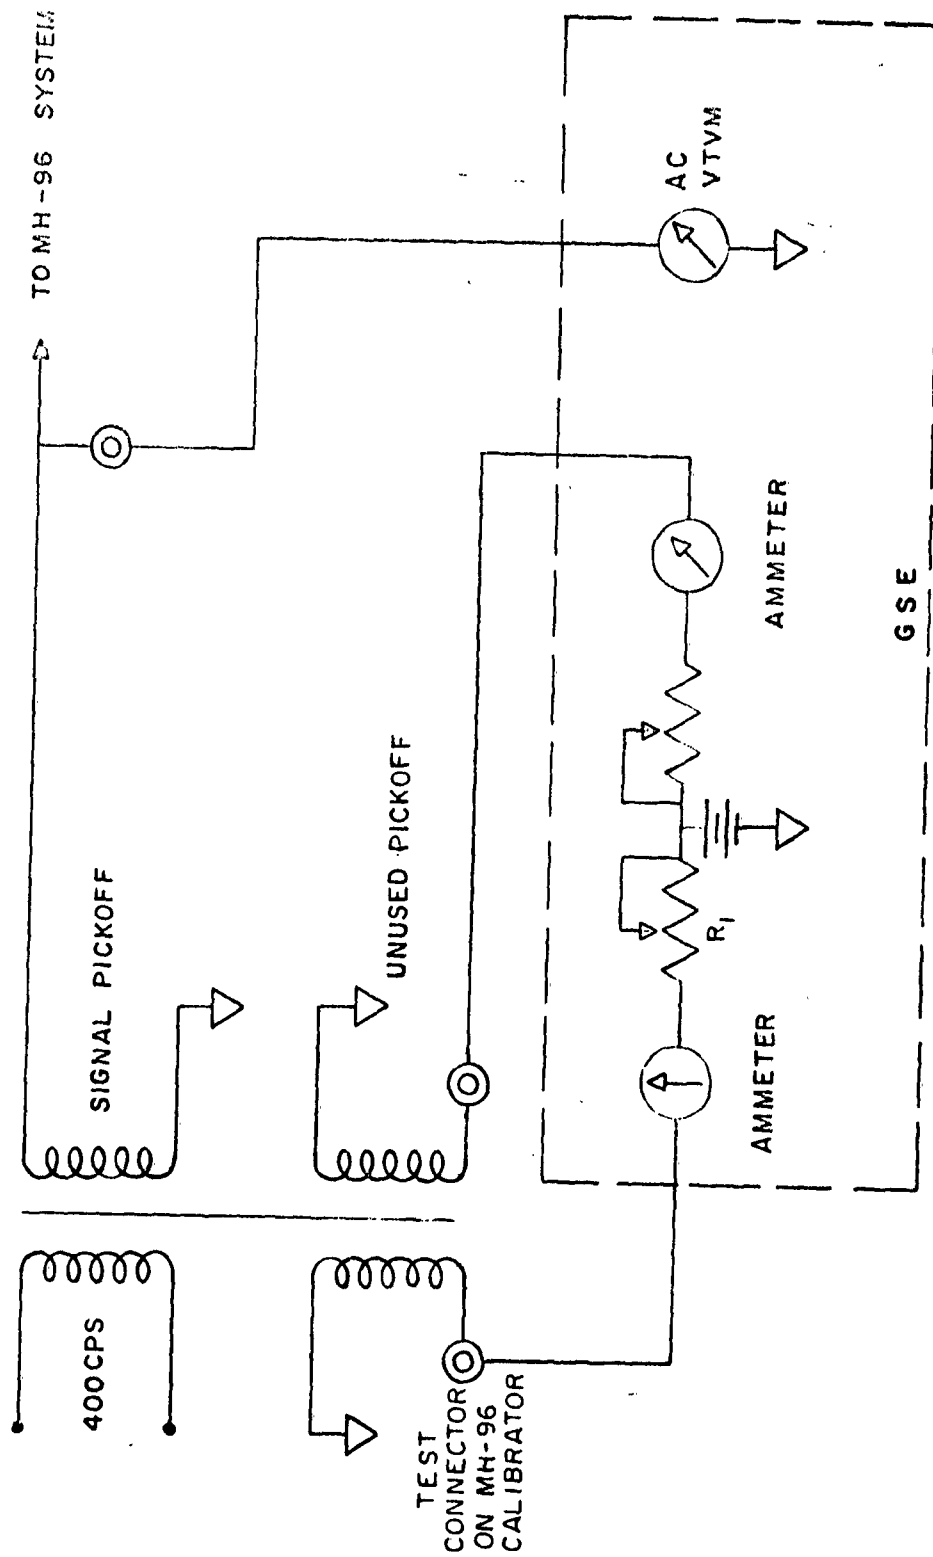 TO MH-96 SYSTEM
SIGNAL PICKOFF
400CPS
UNUSED PICKOFF
TEST
CONNECTOR
ON MH-96
CALIBRATOR
AC
VTVM
R1
AMMETER
AMMETER
GSE